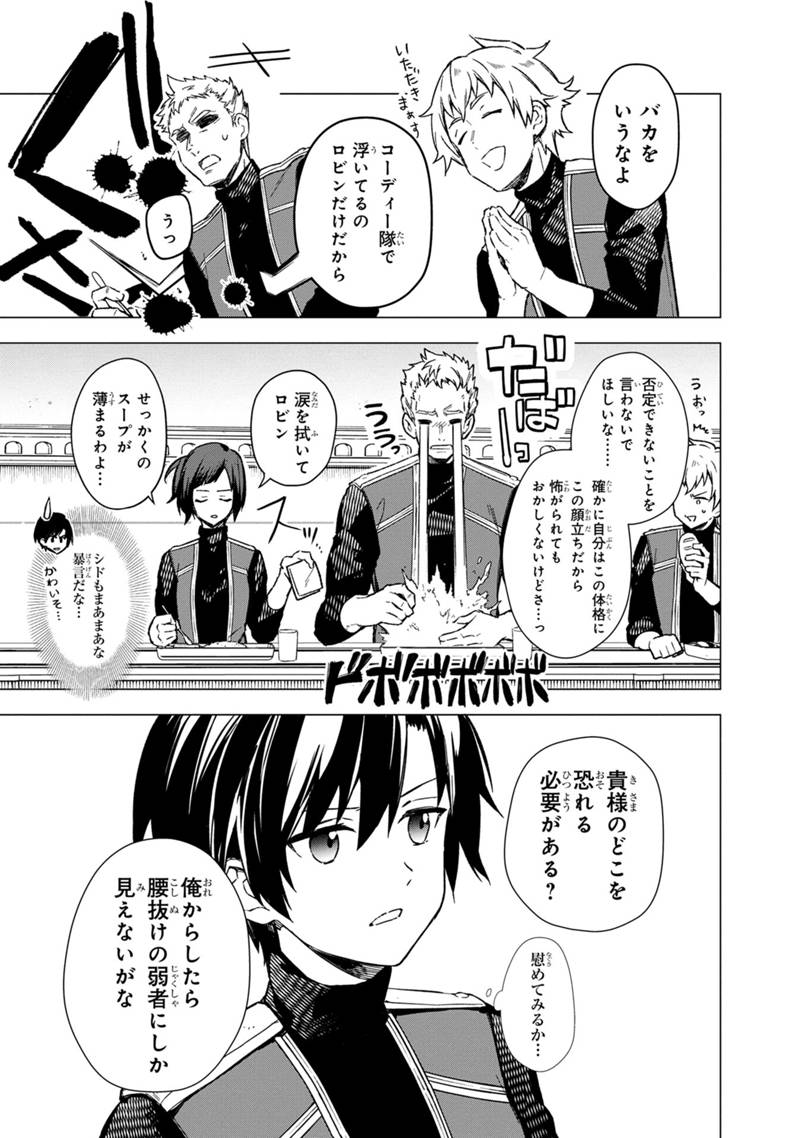 バカを
いうなよ
いただき
まぁす
コーディー隊で
浮いてるの
ロビンだけだから
うっ
ぐさ
うおっ
否定できないことを
言わないで
ほしいな……
確かに自分はこの体格に
この顔立ちだから
怖がられても
おかしくないけどさ…っ
だばーっ
ううっ
涙を拭いて
ロビン
せっかくの
スープが
薄まるわよ…
シドもまあまあな
暴言だな…
かわいそ…
ドボボボボボ
貴様のどこを
恐れる
必要がある?
慰めてみるか…
俺からしたら
腰抜けの弱者にしか
見えないがな